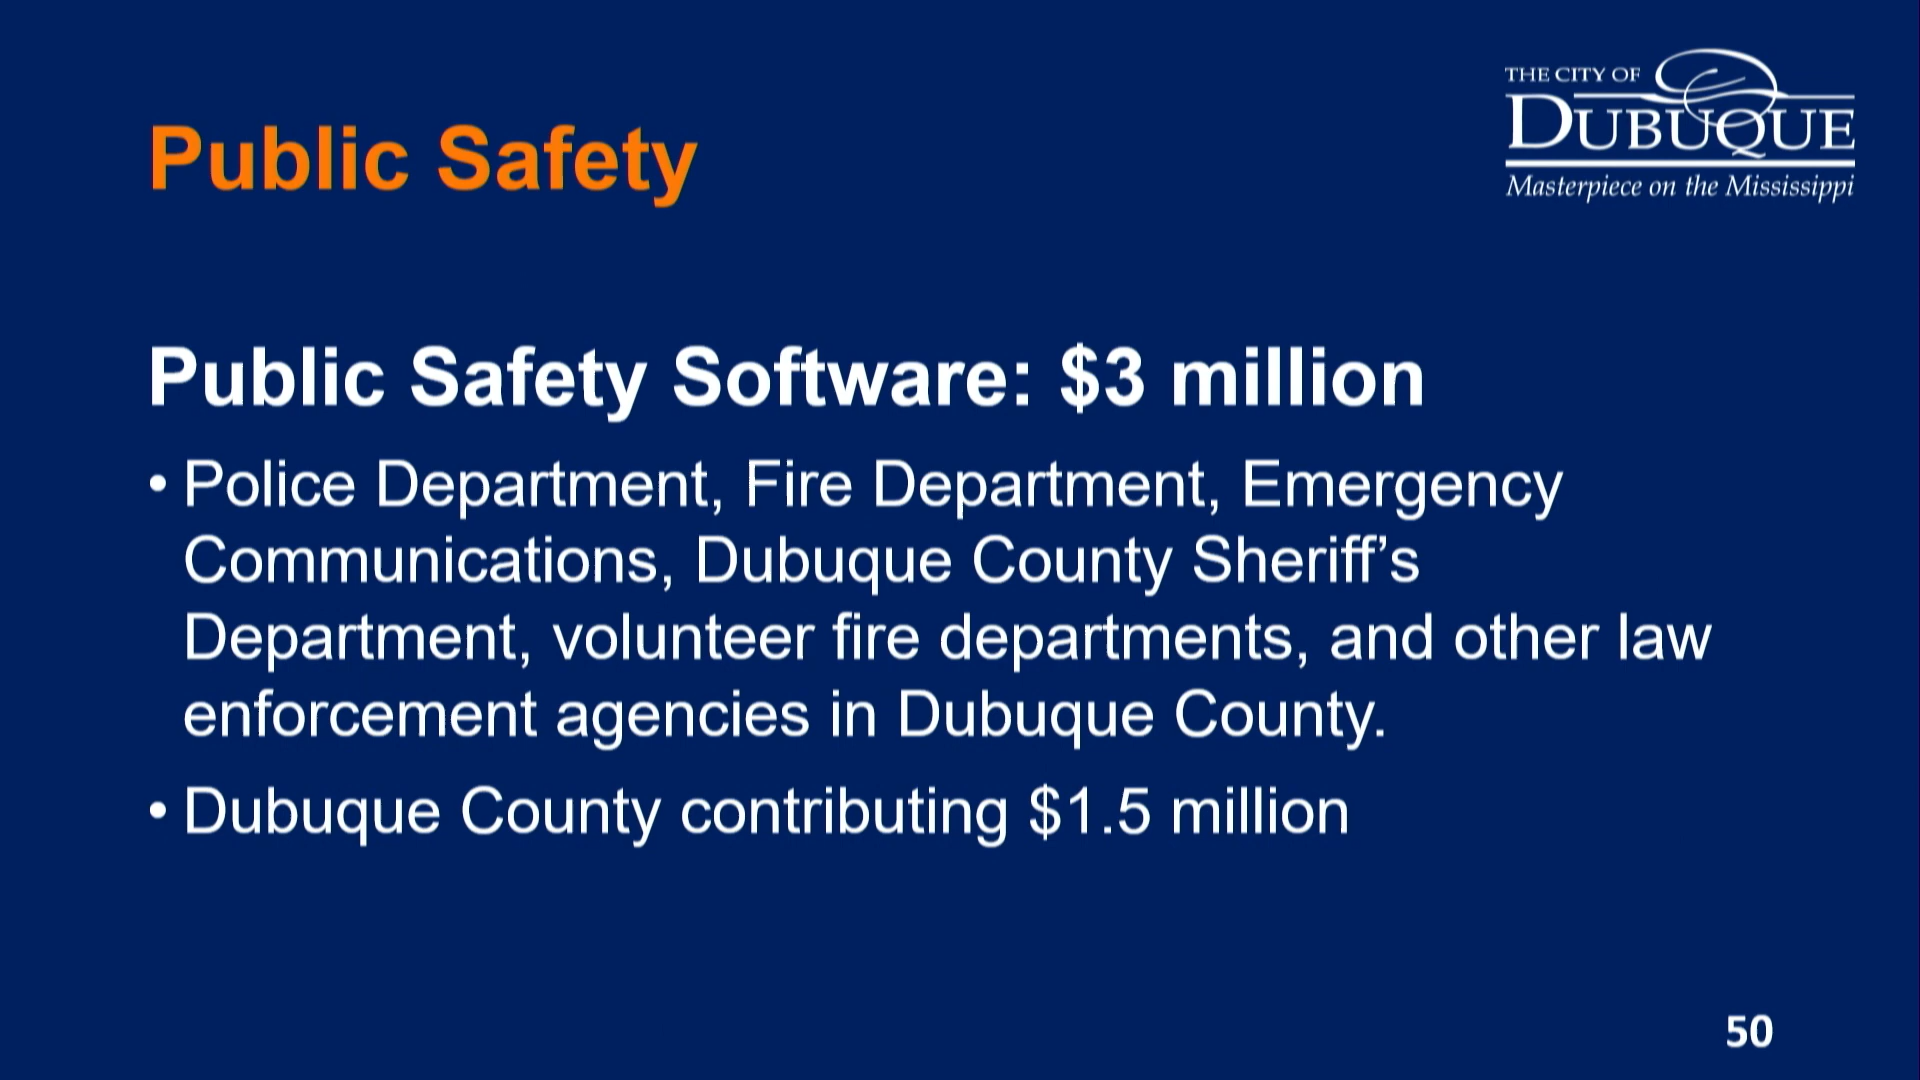 THE CITY OF
DUBUQUE
Masterpiece on the Mississippi
Public Safety
Public Safety Software: $3 million
• Police Department, Fire Department, Emergency
Communications, Dubuque County Sheriff’s
Department, volunteer fire departments, and other law
enforcement agencies in Dubuque County.
• Dubuque County contributing $1.5 million
50